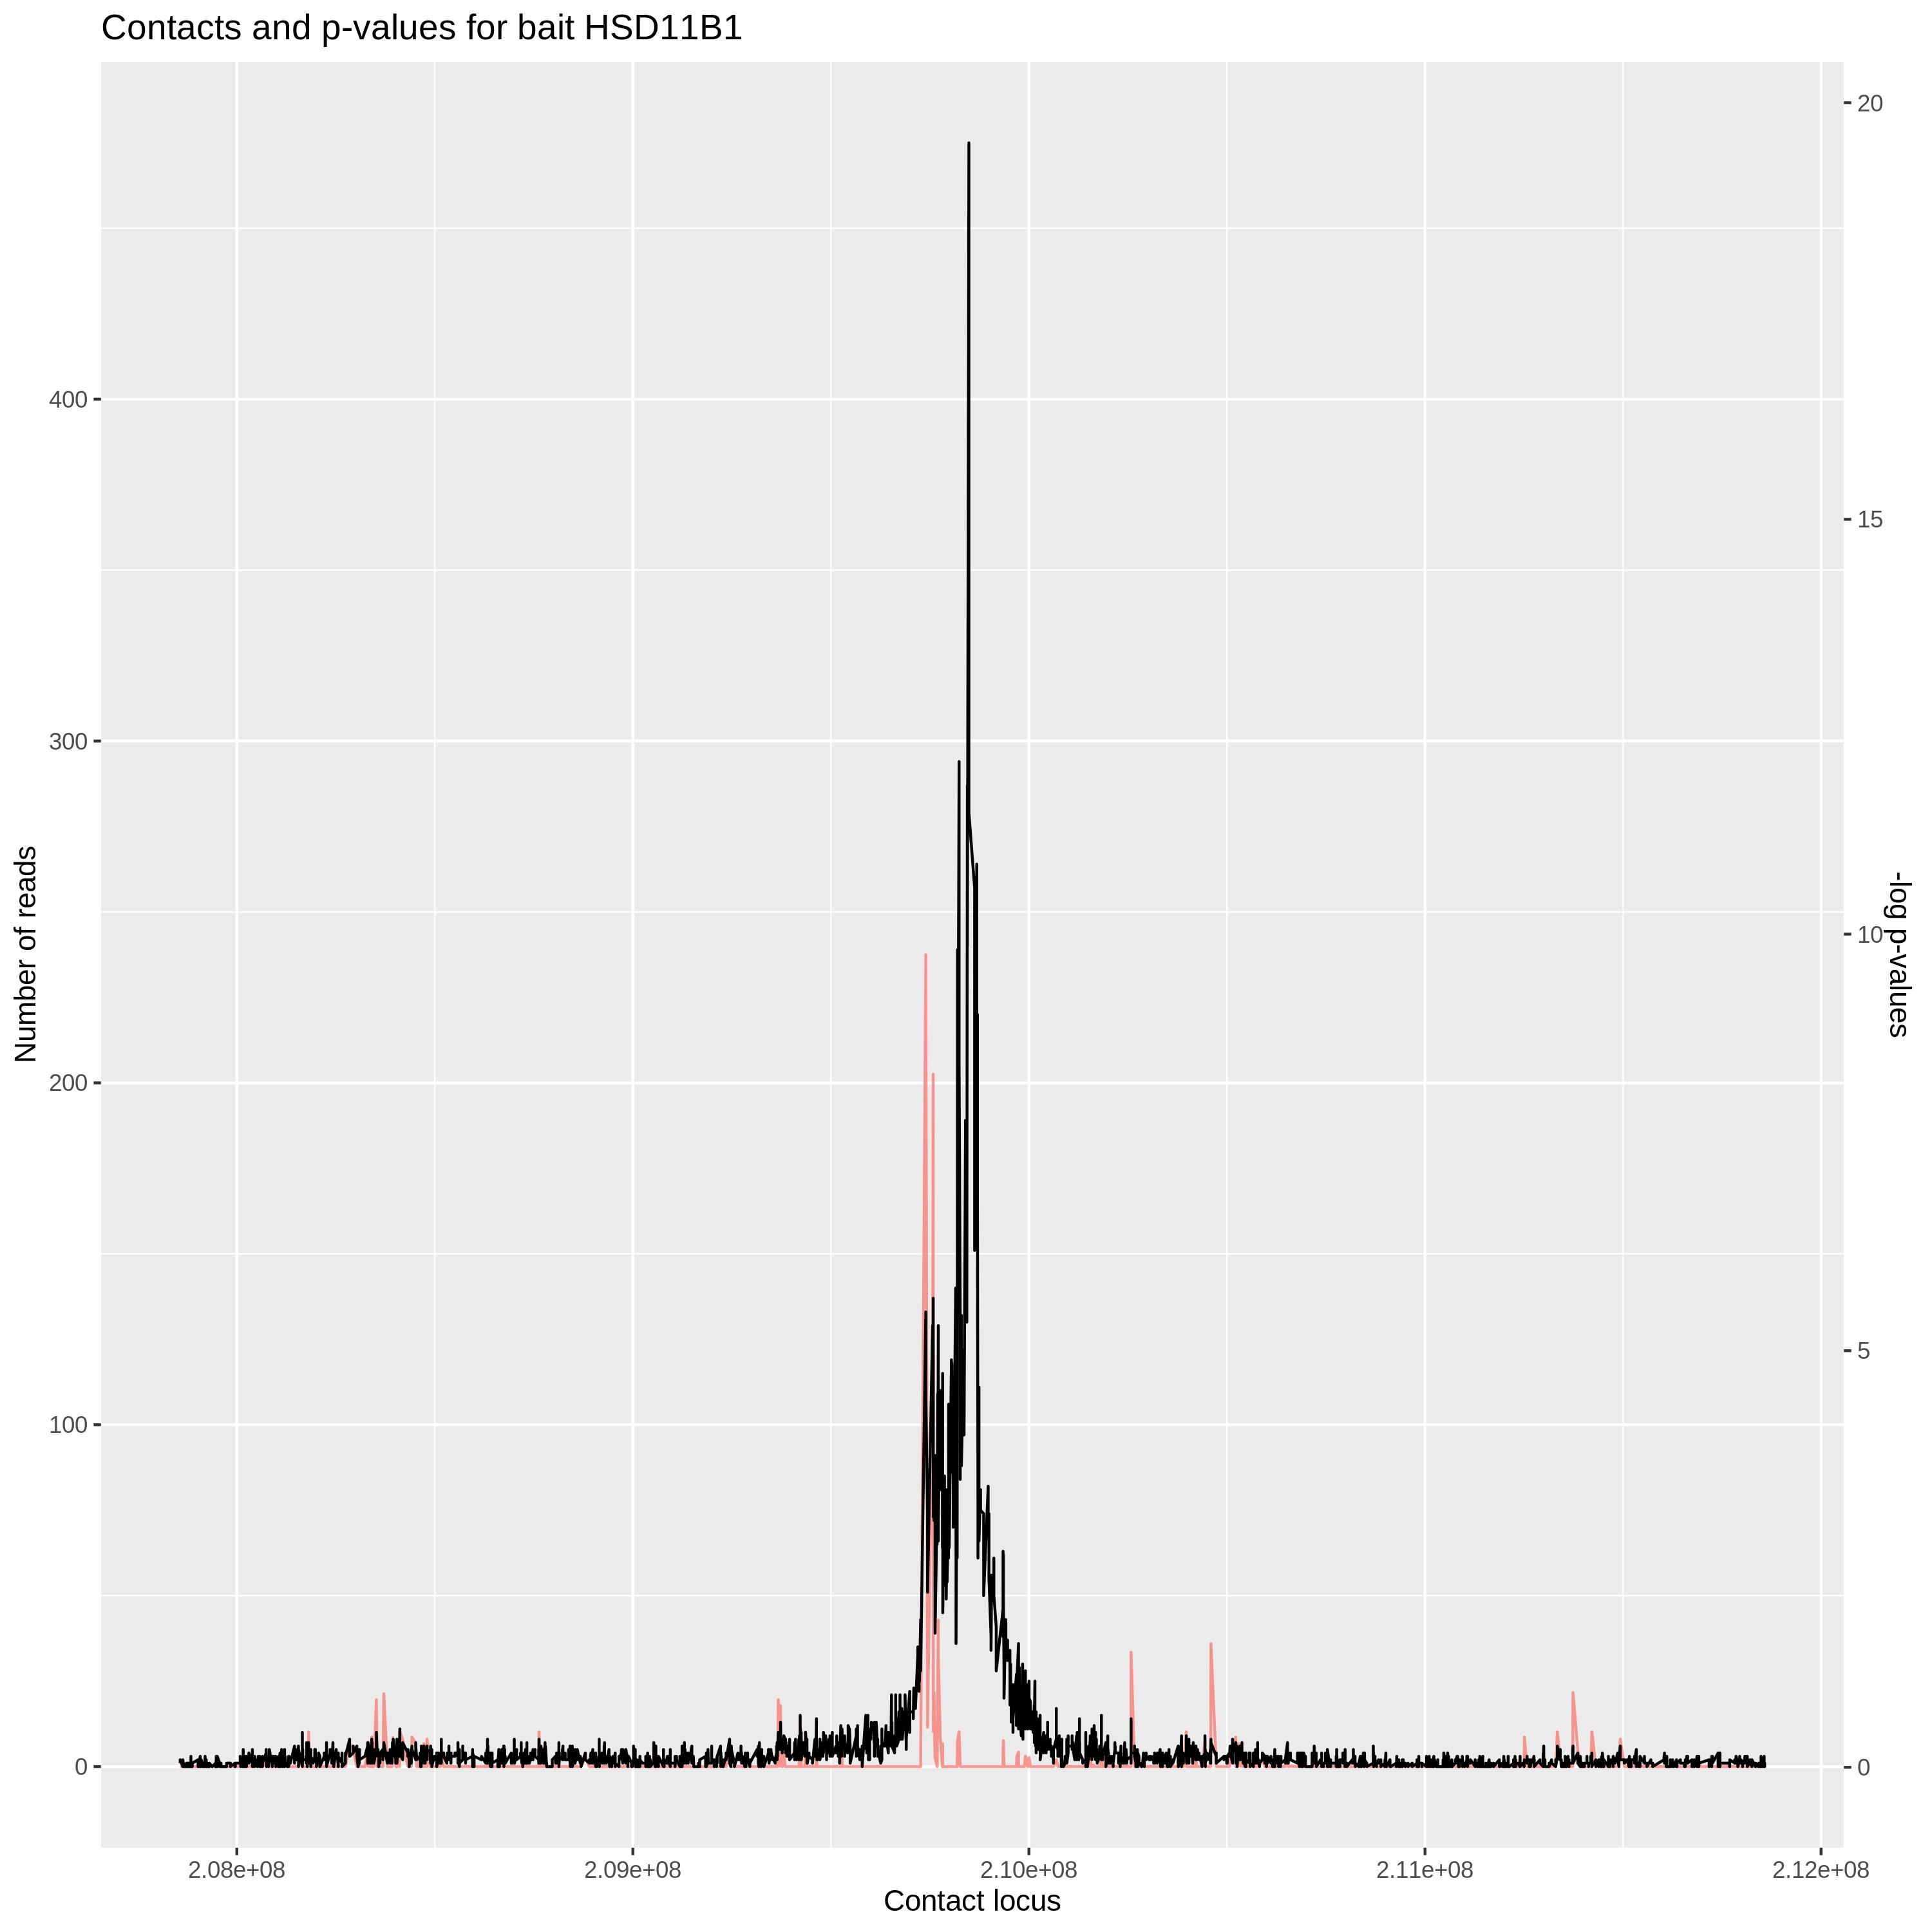 Contacts and p-values for bait HSD11B1
Number of reads
400
300
200
100
0
20
15
10
5
0
-log p-values
2.08e+08 2.09e+08 2.10e+08 2.11e+08 2.12e+08
Contact locus